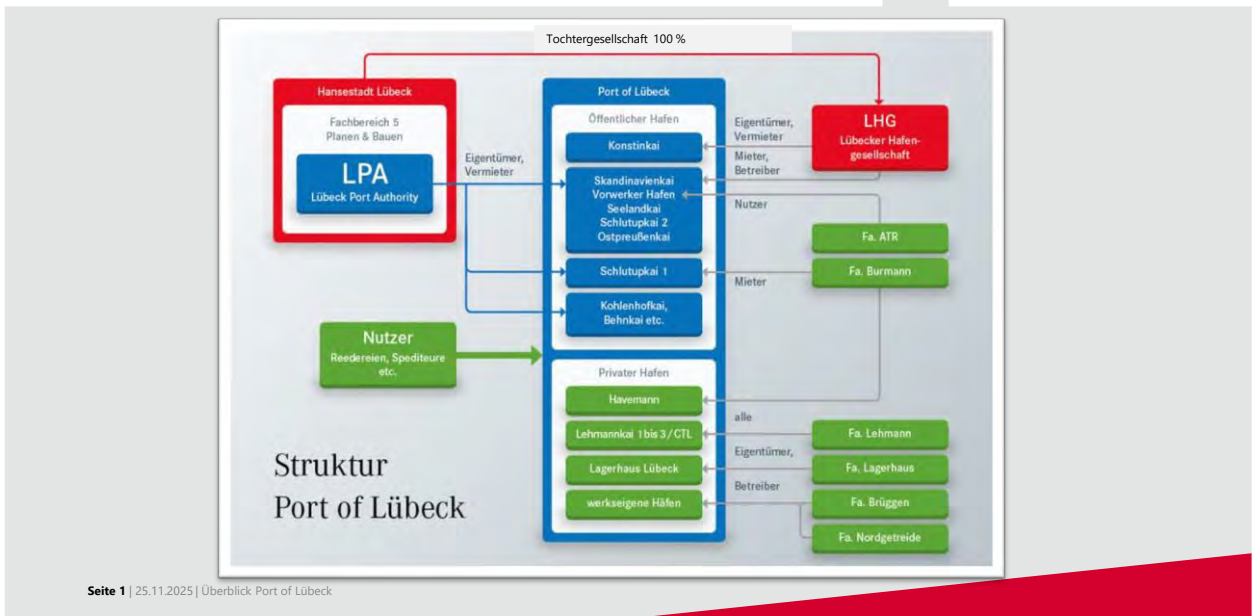 Tochtergesellschaft 100 %
Hansestadt Lübeck
Fachbereich 5
Planen & Bauen
LPA
Lübeck Port Authority
Eigentümer,
Vermieter
Port of Lübeck
Öffentlicher Hafen
Konstinkai
Skandinavienkai
Vorwerker Hafen
Seelandkai
Schlutupkai 2
Ostpreußenkai
Schlutupkai 1
Kohlenhofkai,
Behnkai etc.
Eigentümer,
Vermieter
Mieter,
Betreiber
Nutzer
Mieter
LHG
Lübecker Hafen-
gesellschaft
Fa. ATR
Fa. Burmann
Nutzer
Reedereien, Spediteure
etc.
Privater Hafen
Havemann
Lehmannkai 1 bis 3/CTL
Lagerhaus Lübeck
werkseigene Häfen
alle
Eigentümer,
Betreiber
Fa. Lehmann
Fa. Lagerhaus
Fa. Brüggen
Fa. Nordgetreide
Struktur
Port of Lübeck
Seite 1 | 25.11.2025 | Überblick Port of Lübeck